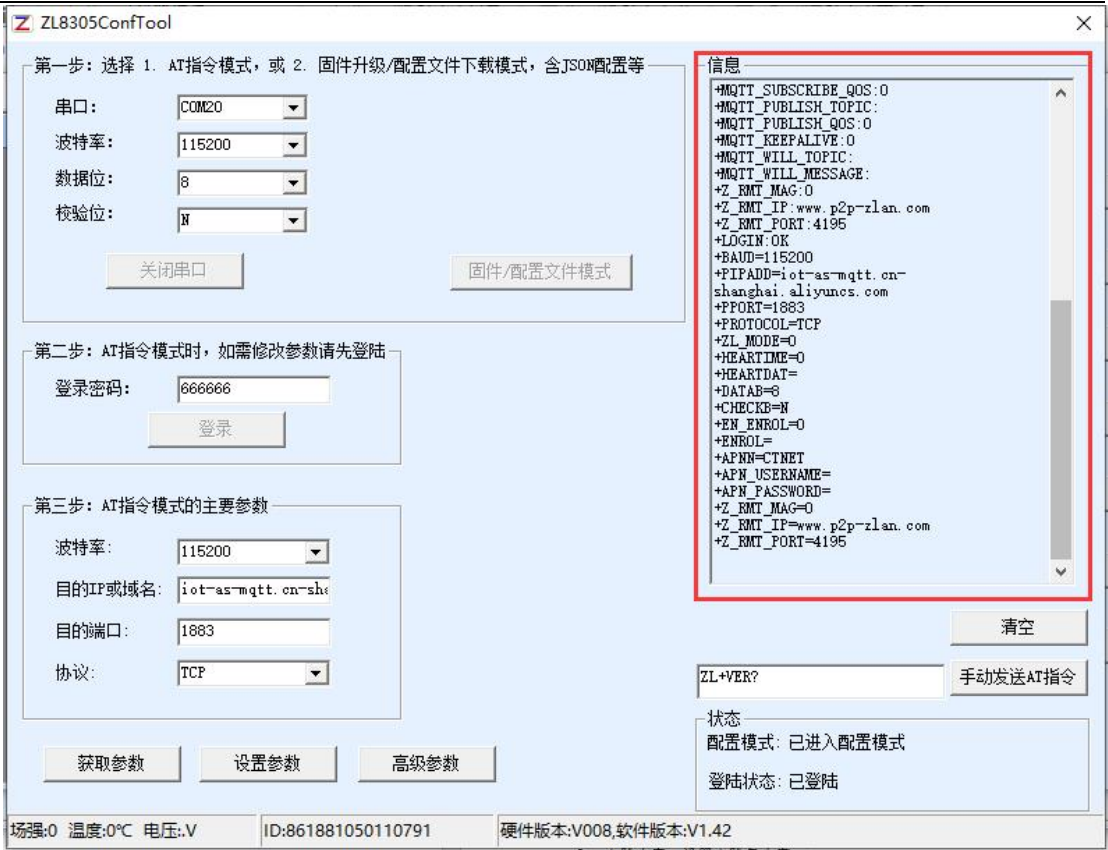 ZL8305ConfTool
第一步：选择 1. AT指令模式，或 2. 固件升级/配置文件下载模式，含JSON配置等
串口：
COM20
波特率：
115200
数据位：
8
校验位：
N
关闭串口
固件/配置文件模式
第二步：AT指令模式时，如需修改参数请先登陆
登录密码：
666666
登录
第三步：AT指令模式的主要参数
波特率：
115200
目的IP或域名：
iot-as-mqtt.cn-sha
目的端口：
1883
协议：
TCP
获取参数
设置参数
高级参数
信息
+MQTT_SUBSCRIBE_QOS:0
+MQTT_PUBLISH_TOPIC:
+MQTT_PUBLISH_QOS:0
+MQTT_KEEPALIVE:0
+MQTT_WILL_TOPIC:
+MQTT_WILL_MESSAGE:
+Z_RMT_MAG:0
+Z_RMT_IP:www.p2p-zlan.com
+Z_RMT_PORT:4195
+LOGIN:OK
+BAUD=115200
+PIPADD=iot-as-mqtt.cn-
shanghai.aliyuncs.com
+PPORT=1883
+PROTOCOL=TCP
+ZL_MODE=0
+HEARTIME=0
+HEARTDAT=
+DATAB=8
+CHECKB=N
+EN_ENROL=0
+ENROL=
+APNN=CTNET
+APN_USERNAME=
+APN_PASSWORD=
+Z_RMT_MAG=0
+Z_RMT_IP=www.p2p-zlan.com
+Z_RMT_PORT=4195
清空
ZL+VER?
手动发送AT指令
状态
配置模式：已进入配置模式
登陆状态：已登陆
场强:0 温度:0℃ 电压:.V
ID:861881050110791
硬件版本:V008,软件版本:V1.42